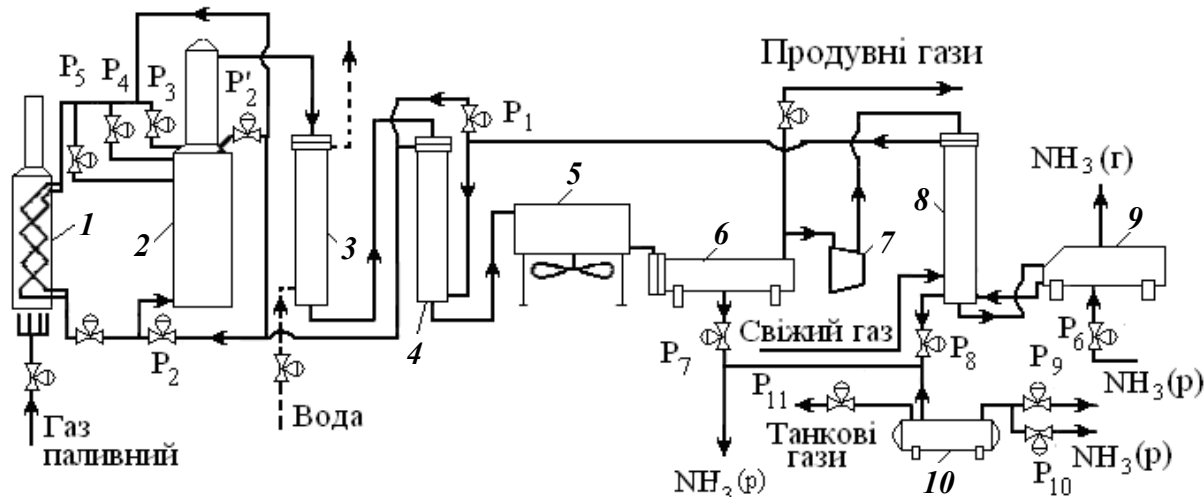 Продувні гази
P5
P4
P3
P'2
P1
NH3(г)
5
8
9
1
2
3
6
7
4
Свіжий газ
P2
P7
P8
P6
P9
NH3(р)
P11
Вода
Газ
паливний
Танкові
гази
NH3(р)
10
P10
NH3(р)